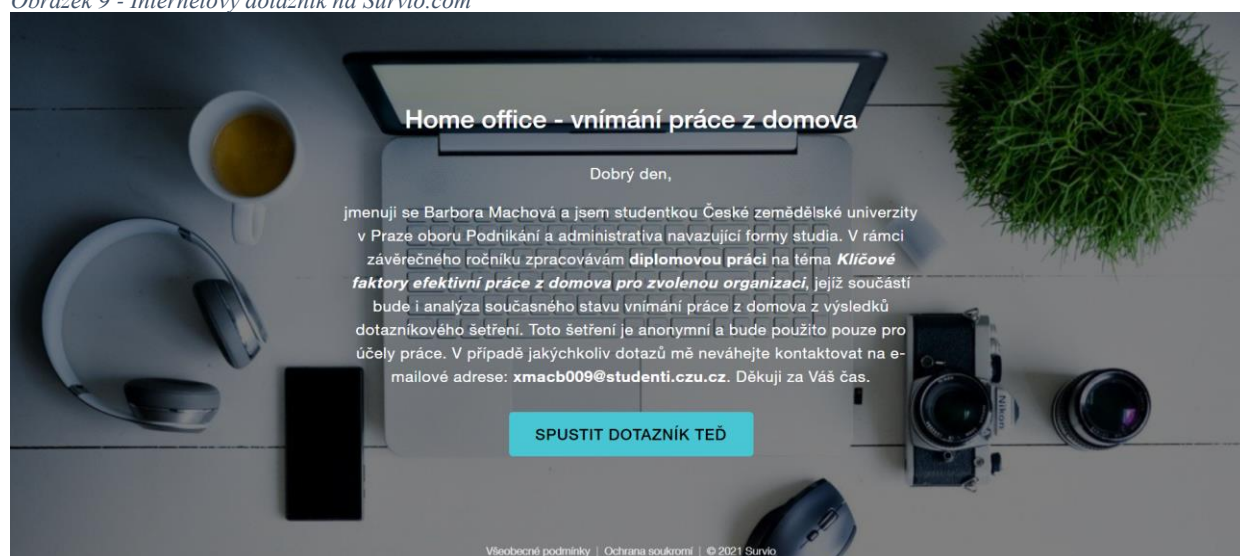 Obrázek 9 - Internetový dotazník na Survio.com
Home office - vnímání práce z domova
Dobrý den,
jmenuji se Barbora Machová a jsem studentkou České zemědělské univerzity
v Praze oboru Podnikání a administrativa navazující formy studia. V rámci
závěrečného ročníku zpracovávám diplomovou práci na téma Klíčové
faktory efektivní práce z domova pro zvolenou organizaci, jejíž součástí
bude i analýza současného stavu vnímání práce z domova z výsledků
dotazníkového šetření. Toto šetření je anonymní a bude použito pouze pro
účely práce. V případě jakýchkoliv dotazů mě neváhejte kontaktovat na e-
mailové adrese: xmacb009@studenti.czu.cz. Děkuji za Váš čas.
Nikon
SPUSTIT DOTAZNÍK TEĎ
Všeobecné podmínky | Ochrana soukromí | © 2021 Survio